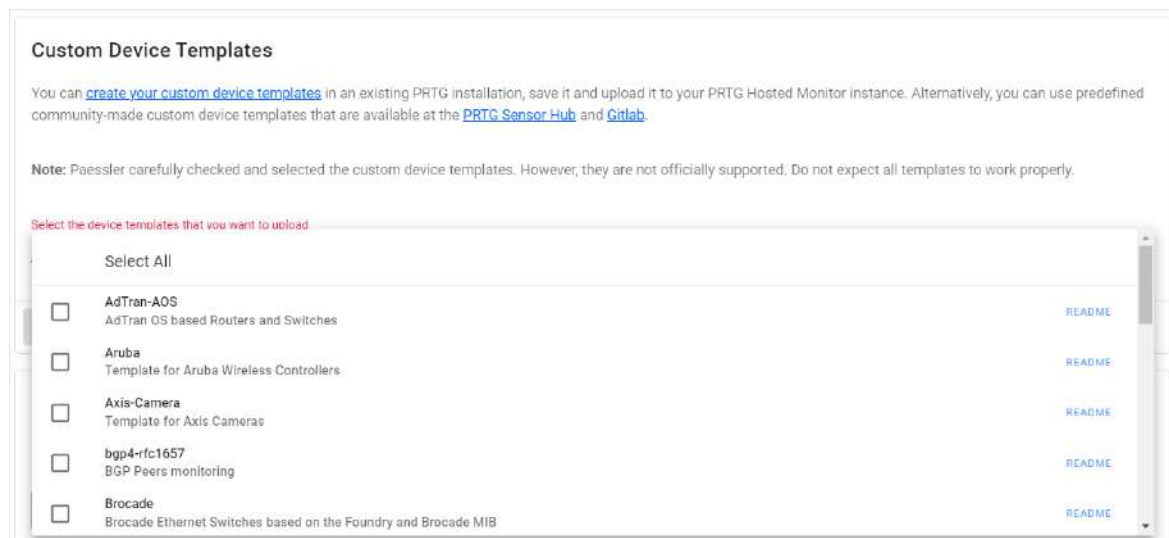 Custom Device Templates
You can create your custom device templates in an existing PRTG installation, save it and upload it to your PRTG Hosted Monitor instance. Alternatively, you can use predefined
community-made custom device templates that are available at the PRTG Sensor Hub and Gitlab.
Note: Paessler carefully checked and selected the custom device templates. However, they are not officially supported. Do not expect all templates to work properly.
Select the device templates that you want to upload
Select All
AdTran-AOS
AdTran OS based Routers and Switches
README
Aruba
Template for Aruba Wireless Controllers
README
Axis-Camera
Template for Axis Cameras
README
bgp4-rfc1657
BGP Peers monitoring
README
Brocade
Brocade Ethernet Switches based on the Foundry and Brocade MIB
README